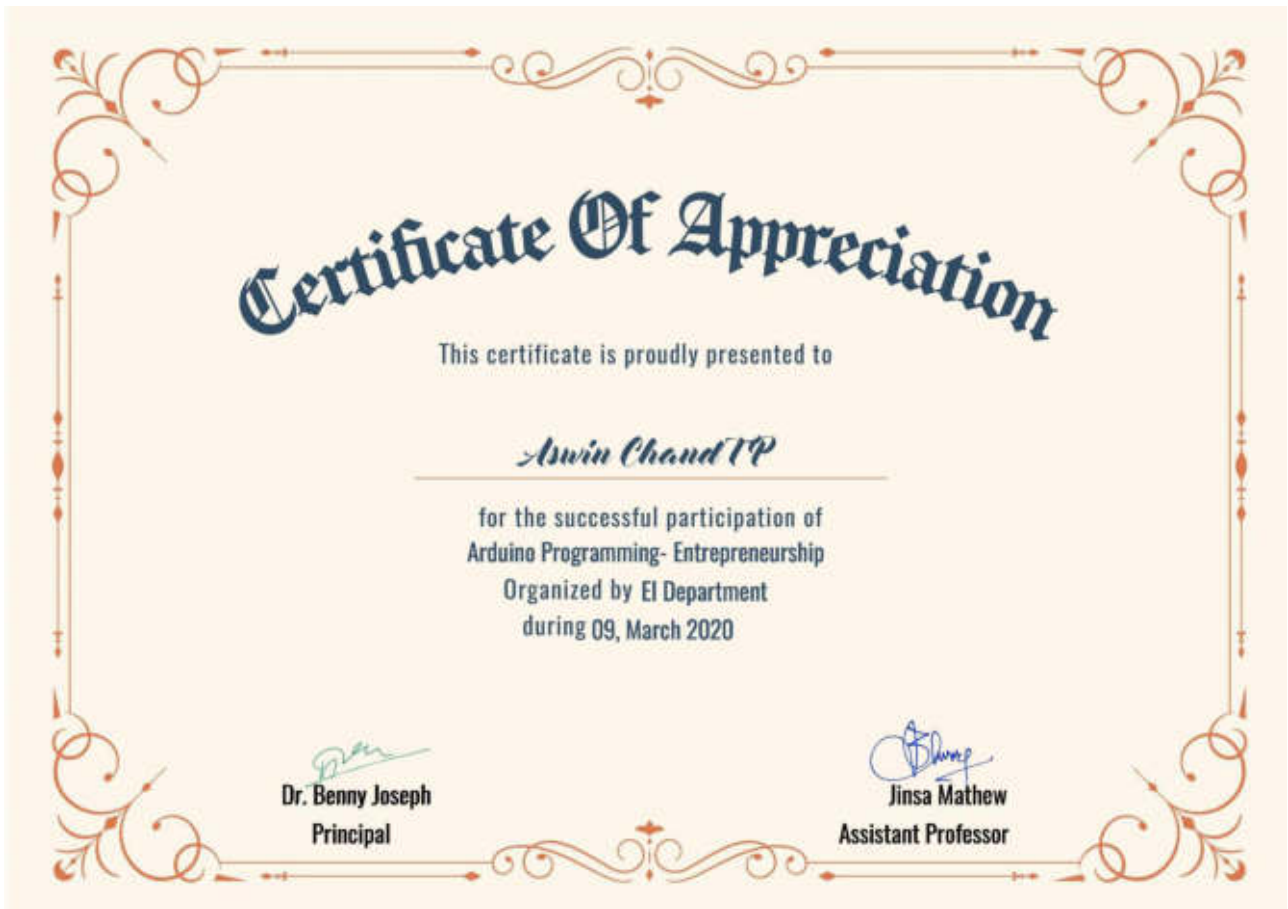 Certificate Of Appreciation
This certificate is proudly presented to
Aswin Chand TP
for the successful participation of
Arduino Programming- Entrepreneurship
Organized by EI Department
during 09, March 2020
Dr. Benny Joseph
Principal
Jinsa Mathew
Assistant Professor